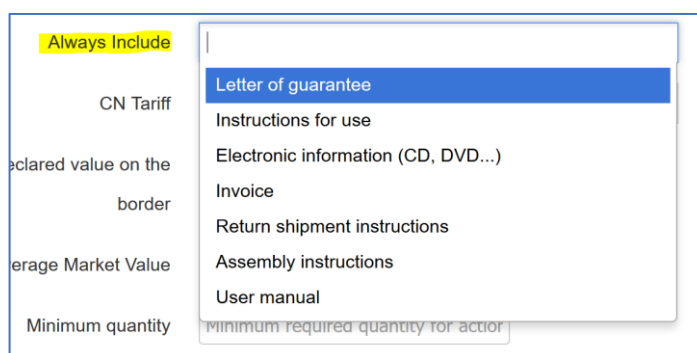 Always Include
Letter of guarantee
CN Tariff
Instructions for use
Electronic information (CD, DVD...)
eclared value on the
border
Invoice
Return shipment instructions
erage Market Value
Assembly instructions
User manual
Minimum quantity
Minimum required quantity for action